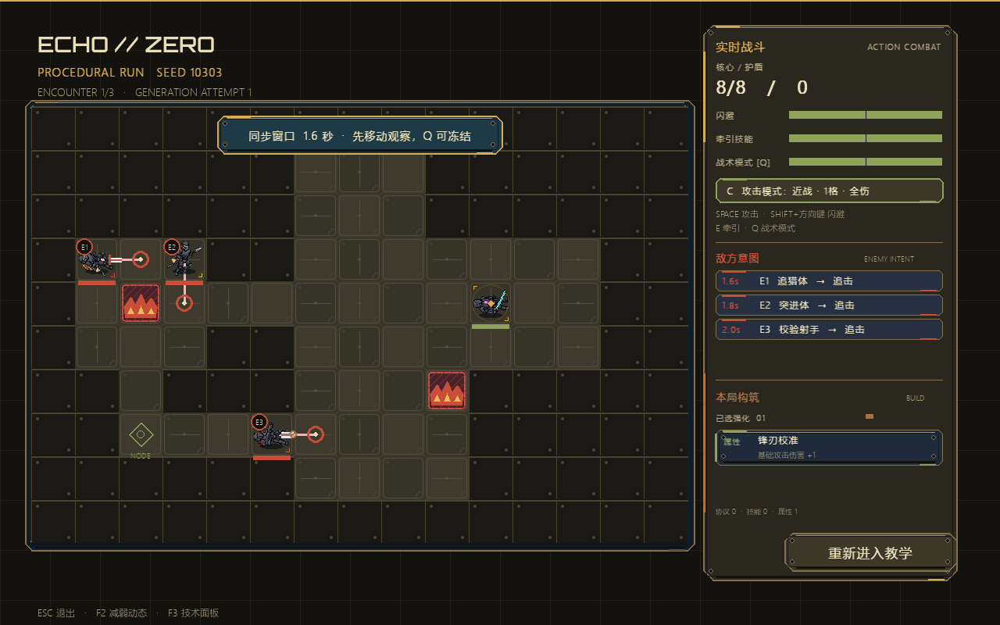 ECHO // ZERO
PROCEDURAL RUN SEED 10303
ENCOUNTER 1/3 · GENERATION ATTEMPT 1
同步窗口 1.6 秒 · 先移动观察，Q 可冻结
E1
E2
E3
NODE
实时战斗 ACTION COMBAT
核心 / 护盾
8/8 / 0
闪避
牵引技能
战术模式 [Q]
C 攻击模式：近战 · 1格 · 全伤
SPACE 攻击 · SHIFT+方向键 闪避
E 牵引 · Q 战术模式
敌方意图 ENEMY INTENT
1.6s E1 追猎体 → 追击
1.8s E2 突进体 → 追击
2.0s E3 校验射手 → 追击
本局构筑 BUILD
已选强化 01
属性 锋刃校准
基础攻击伤害 +1
协议 0 · 技能 0 · 属性 1
重新进入教学
ESC 退出 · F2 减弱动态 · F3 技术面板